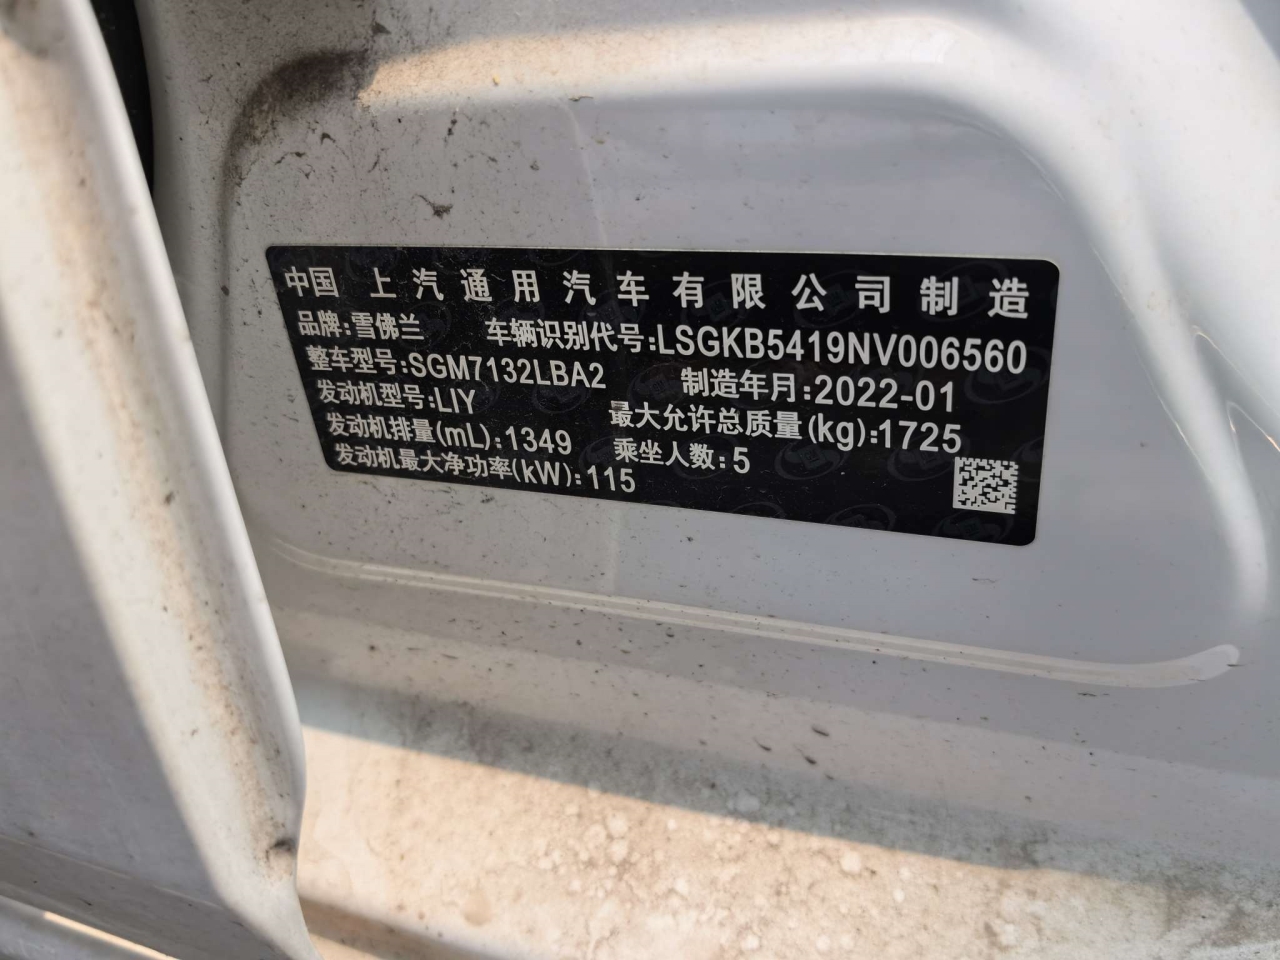 中国 上汽通用汽车有限公司制造
品牌:雪佛兰 车辆识别代号:LSGKB5419NV006560
整车型号:SGM7132LBA2 制造年月:2022-01
发动机型号:LIY 最大允许总质量(kg):1725
发动机排量(mL):1349 乘坐人数:5
发动机最大净功率(kW):115